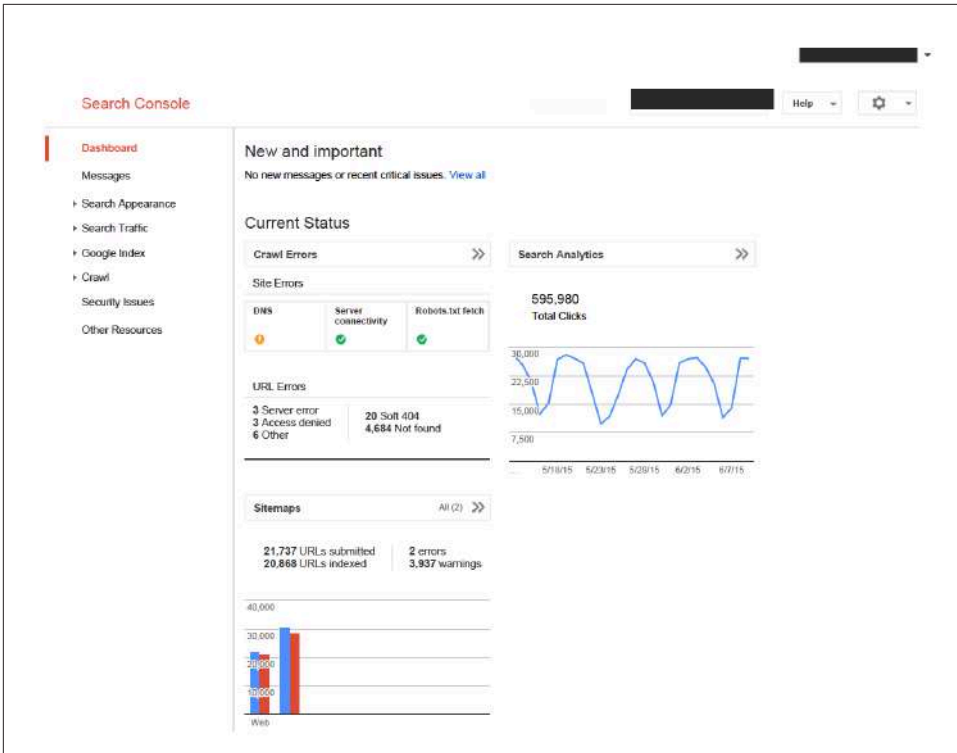 Search Console
Help
Dashboard
Messages
Search Appearance
Search Traffic
Google Index
Crawl
Security Issues
Other Resources
New and important
No new messages or recent critical issues. View all
Current Status
Crawl Errors
Site Errors
DNS
Server connectivity
Robots.txt fetch
URL Errors
3 Server error
3 Access denied
6 Other
20 Soft 404
4,684 Not found
Search Analytics
595,980
Total Clicks
30,000
22,500
15,000
7,500
5/18/15 5/23/15 5/28/15 6/2/15 6/7/15
Sitemaps
All (2)
21,737 URLs submitted
20,868 URLs indexed
2 errors
3,937 warnings
40,000
30,000
20,000
10,000
Web